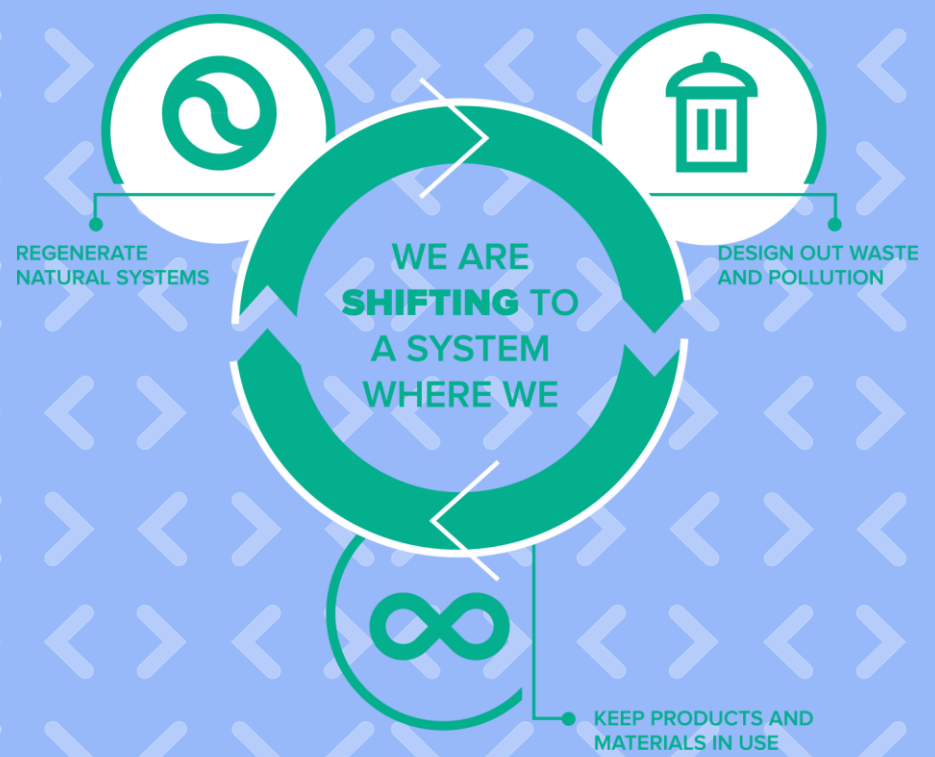 REGENERATE
NATURAL SYSTEMS
DESIGN OUT WASTE
AND POLLUTION
WE ARE
SHIFTING TO
A SYSTEM
WHERE WE
KEEP PRODUCTS AND
MATERIALS IN USE